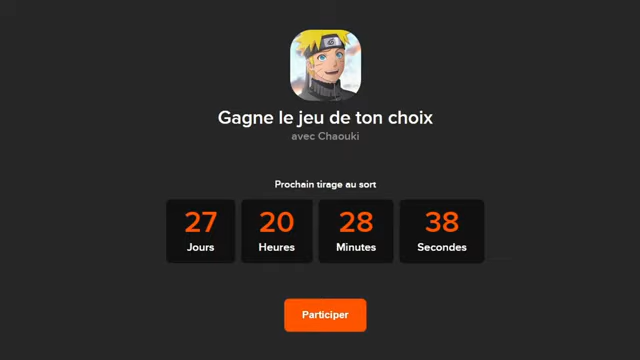 Gagne le jeu de ton choix
avec Chaouki
Prochain tirage au sort
27 20 28 38
Jours Heures Minutes Secondes
Participer